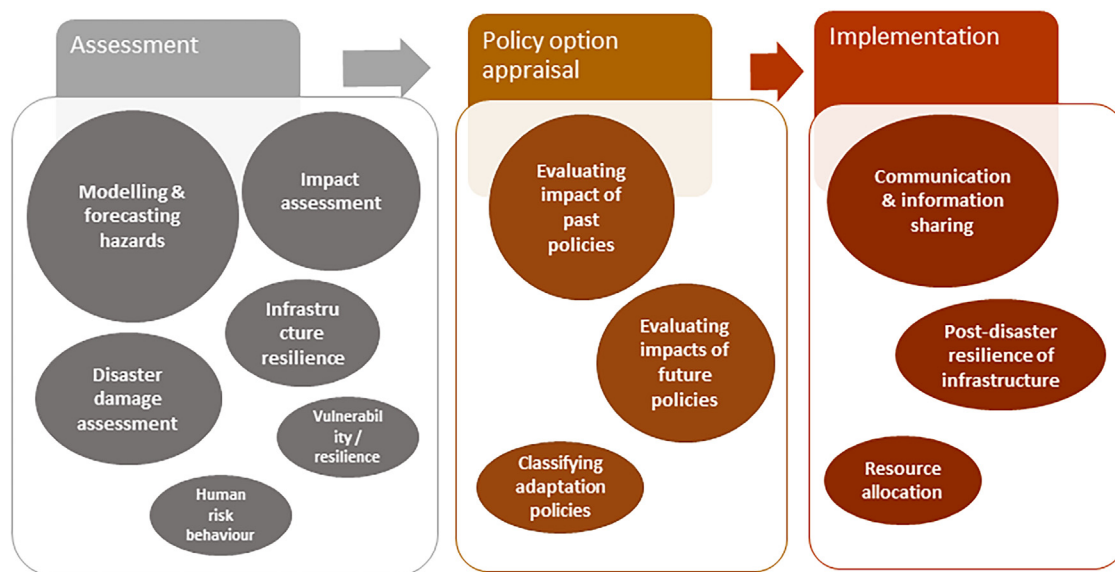 Assessment
Modelling &
forecasting
hazards
Impact
assessment
Infrastru
cture
resilience
Disaster
damage
assessment
Vulnerabil
ity /
resilience
Human
risk
behaviour
Policy option
appraisal
Evaluating
impact of
past
policies
Evaluating
impacts of
future
policies
Classifying
adaptation
policies
Implementation
Communication
& information
sharing
Post-disaster
resilience of
infrastructure
Resource
allocation